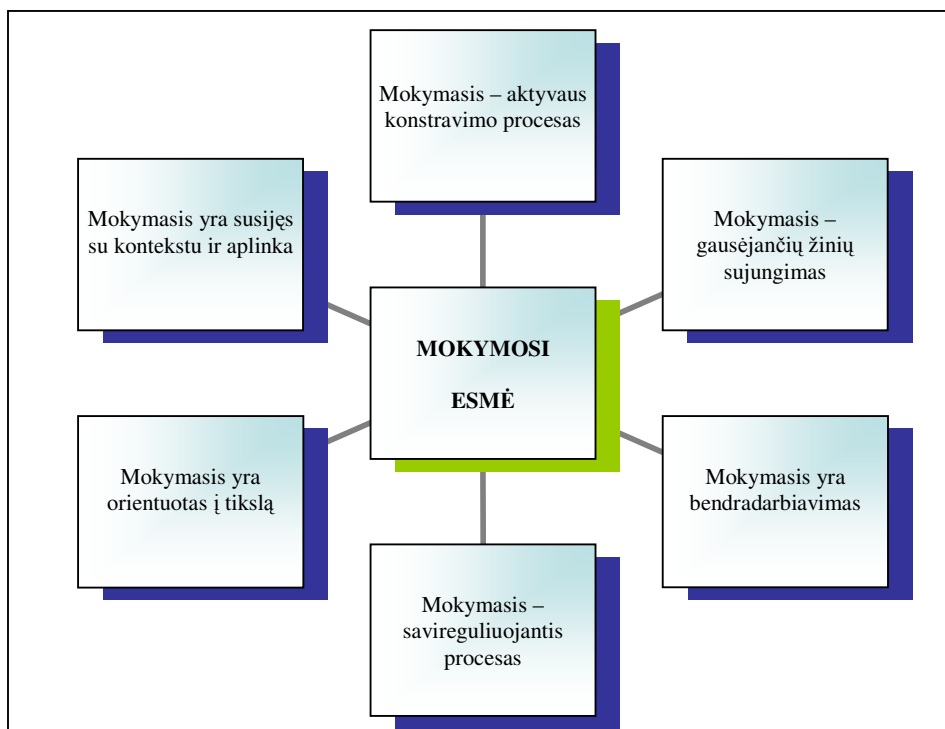 Mokymasis – aktyvaus
konstravimo procesas
Mokymasis yra susijęs
su kontekstu ir aplinka
Mokymasis –
gausėjančių žinių
sujungimas
MOKYMOSI
ESMĖ
Mokymasis yra
orientuotas į tikslą
Mokymasis yra
bendradarbiavimas
Mokymasis –
savireguliuojantis
procesas